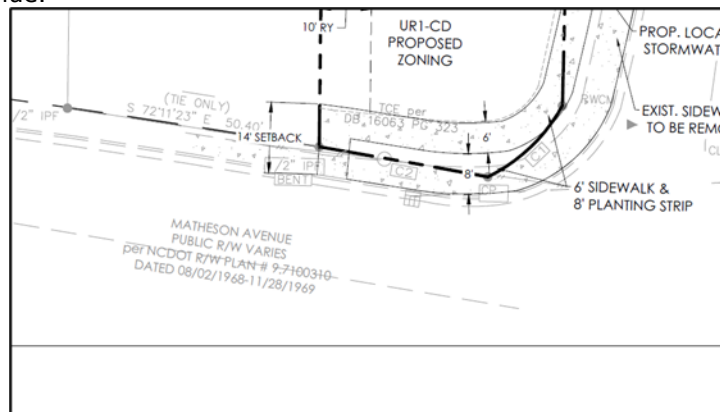 10' RY
UR1-CD
PROPOSED
ZONING
PROP. LOCA
STORMWAT
(TIE ONLY)
S 72°11'23" E 50.40'
/2" IPF
TCE per
DB 16063 PG 323
14' SETBACK
6'
RWCM
EXIST. SIDEW
TO BE REM
/2" IPF
BENT
C2
8'
C1
CP
6' SIDEWALK &
8' PLANTING STRIP
MATHESON AVENUE
PUBLIC R/W VARIES
per NCDOT R/W PLAN # 9.7100310
DATED 08/02/1968-11/28/1969